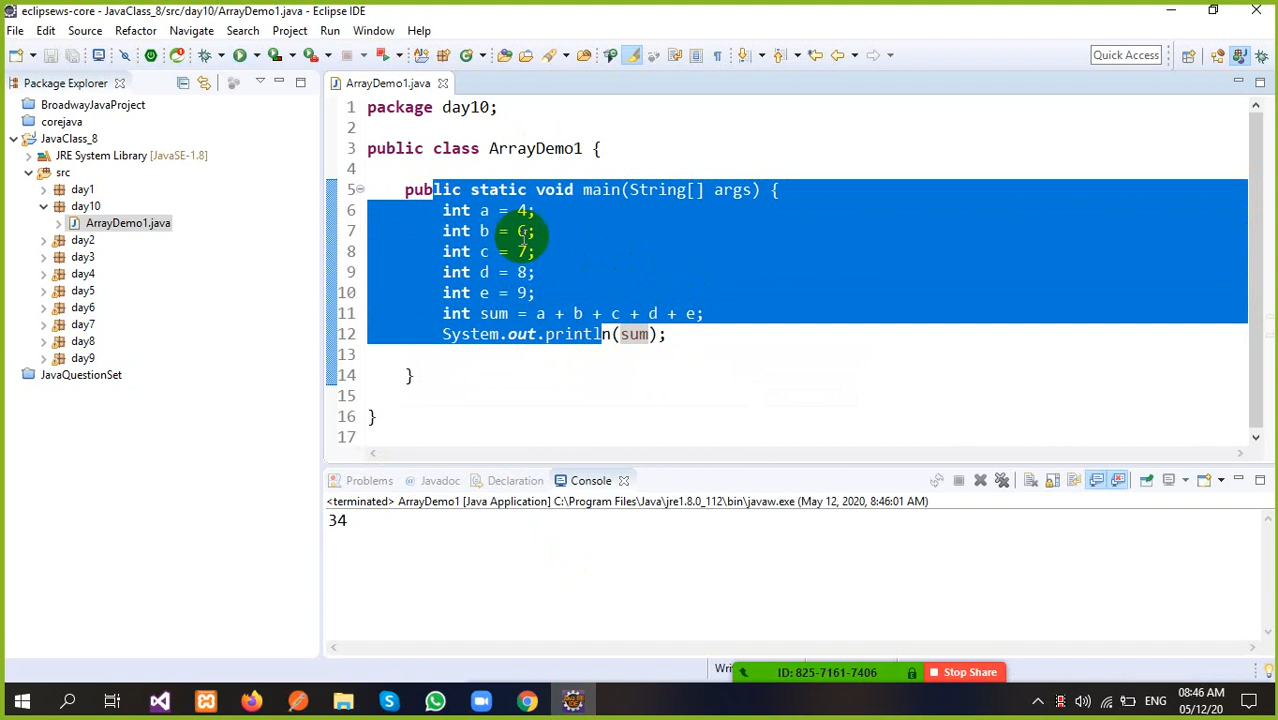 eclipsews-core - JavaClass_8/src/day10/ArrayDemo1.java - Eclipse IDE
File Edit Source Refactor Navigate Search Project Run Window Help
Quick Access
Package Explorer
ArrayDemo1.java
BroadwayJavaProject
corejava
JavaClass_8
JRE System Library [JavaSE-1.8]
src
day1
day10
ArrayDemo1.java
day2
day3
day4
day5
day6
day7
day8
day9
JavaQuestionSet
1 package day10;
2
3 public class ArrayDemo1 {
4
5 public static void main(String[] args) {
6 int a = 4;
7 int b = 6;
8 int c = 7;
9 int d = 8;
10 int e = 9;
11 int sum = a + b + c + d + e;
12 System.out.println(sum);
13
14 }
15
16 }
17
Problems Javadoc Declaration Console
<terminated> ArrayDemo1 [Java Application] C:\Program Files\Java\jre1.8.0_112\bin\javaw.exe (May 12, 2020, 8:46:01 AM)
34
ID: 825-7161-7406 Stop Share
ENG
08:46 AM
05/12/20